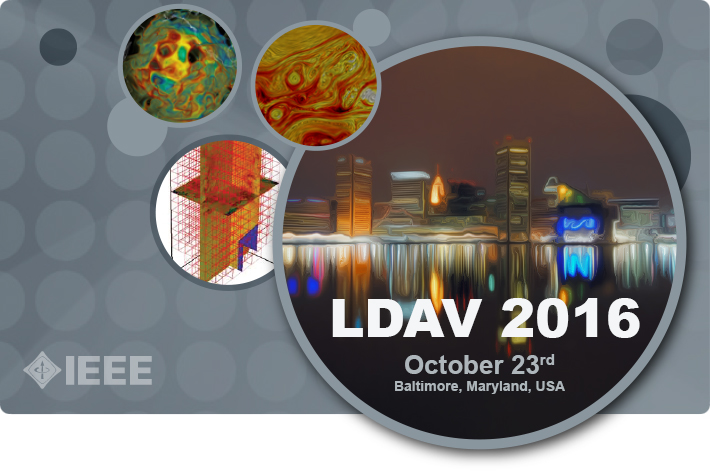 LDAV 2016
October 23rd
Baltimore, Maryland, USA
IEEE